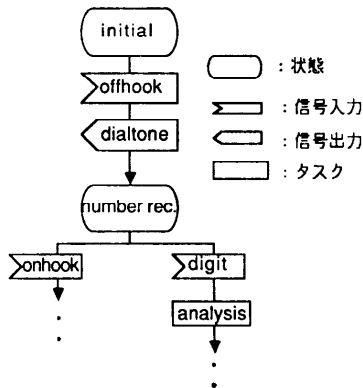 initial
offhook
dialtone
number rec.
onhook
digit
analysis
: 状態
: 信号入力
: 信号出力
: タスク